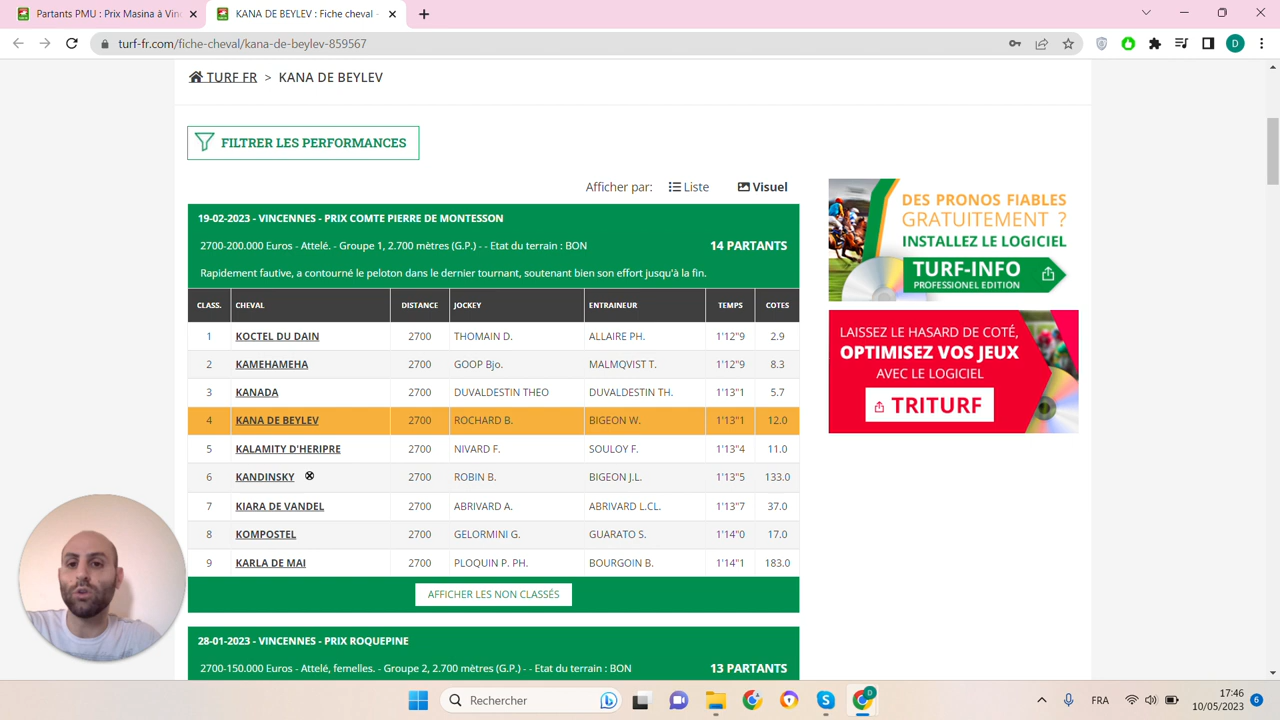 Partants PMU : Prix Masina à Vin
KANA DE BEYLEV : Fiche cheval -
turf-fr.com/fiche-cheval/kana-de-beylev-859567
D
TURF FR > KANA DE BEYLEV
FILTRER LES PERFORMANCES
Afficher par: Liste Visuel
19-02-2023 - VINCENNES - PRIX COMTE PIERRE DE MONTESSON
2700-200.000 Euros - Attelé. - Groupe 1, 2.700 mètres (G.P.) - - Etat du terrain : BON 14 PARTANTS
Rapidement fautive, a contourné le peloton dans le dernier tournant, soutenant bien son effort jusqu'à la fin.
CLASS. CHEVAL DISTANCE JOCKEY ENTRAINEUR TEMPS COTES
1 KOCTEL DU DAIN 2700 THOMAIN D. ALLAIRE PH. 1'12"9 2.9
2 KAMEHAMEHA 2700 GOOP Bjo. MALMQVIST T. 1'12"9 8.3
3 KANADA 2700 DUVALDESTIN THEO DUVALDESTIN TH. 1'13"1 5.7
4 KANA DE BEYLEV 2700 ROCHARD B. BIGEON W. 1'13"1 12.0
5 KALAMITY D'HERIPRE 2700 NIVARD F. SOULOY F. 1'13"4 11.0
6 KANDINSKY 2700 ROBIN B. BIGEON J.L. 1'13"5 133.0
7 KIARA DE VANDEL 2700 ABRIVARD A. ABRIVARD L.CL. 1'13"7 37.0
8 KOMPOSTEL 2700 GELORMINI G. GUARATO S. 1'14"0 17.0
9 KARLA DE MAI 2700 PLOQUIN P. PH. BOURGOIN B. 1'14"1 183.0
AFFICHER LES NON CLASSÉS
28-01-2023 - VINCENNES - PRIX ROQUEPINE
2700-150.000 Euros - Attelé, femelles. - Groupe 2, 2.700 mètres (G.P.) - - Etat du terrain : BON 13 PARTANTS
DES PRONOS FIABLES
GRATUITEMENT ?
INSTALLEZ LE LOGICIEL
TURF-INFO
PROFESSIONEL EDITION
LAISSEZ LE HASARD DE COTÉ,
OPTIMISEZ VOS JEUX
AVEC LE LOGICIEL
TRITURF
Rechercher
D
FRA
17:46
10/05/2023
6